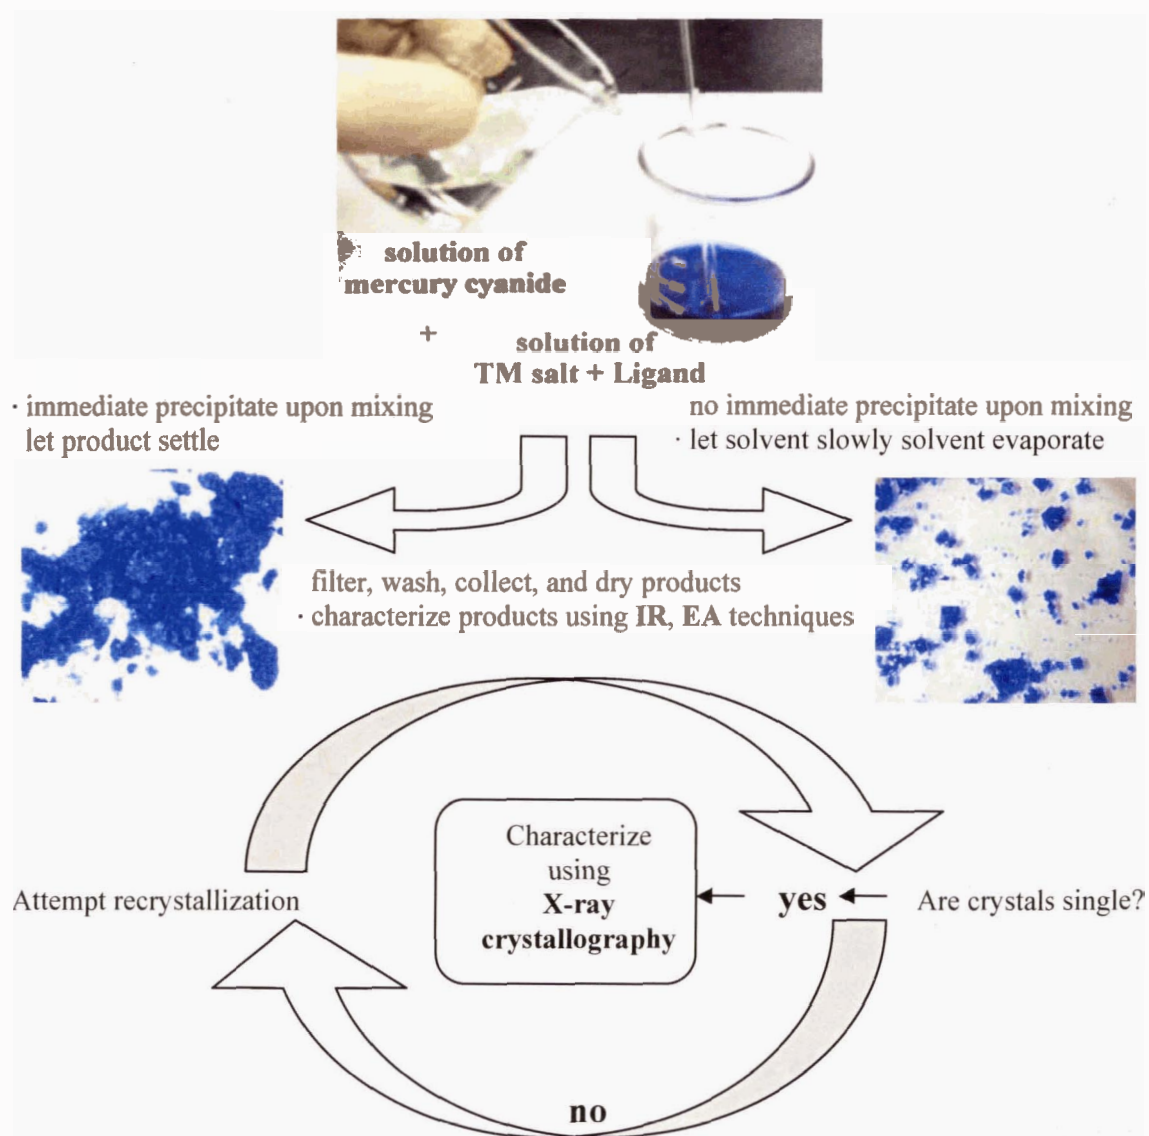 solution of
mercury cyanide
+
solution of
TM salt + Ligand
· immediate precipitate upon mixing
let product settle
no immediate precipitate upon mixing
· let solvent slowly solvent evaporate
filter, wash, collect, and dry products
· characterize products using IR, EA techniques
Characterize
using
X-ray
crystallography
Attempt recrystallization
yes
Are crystals single?
no